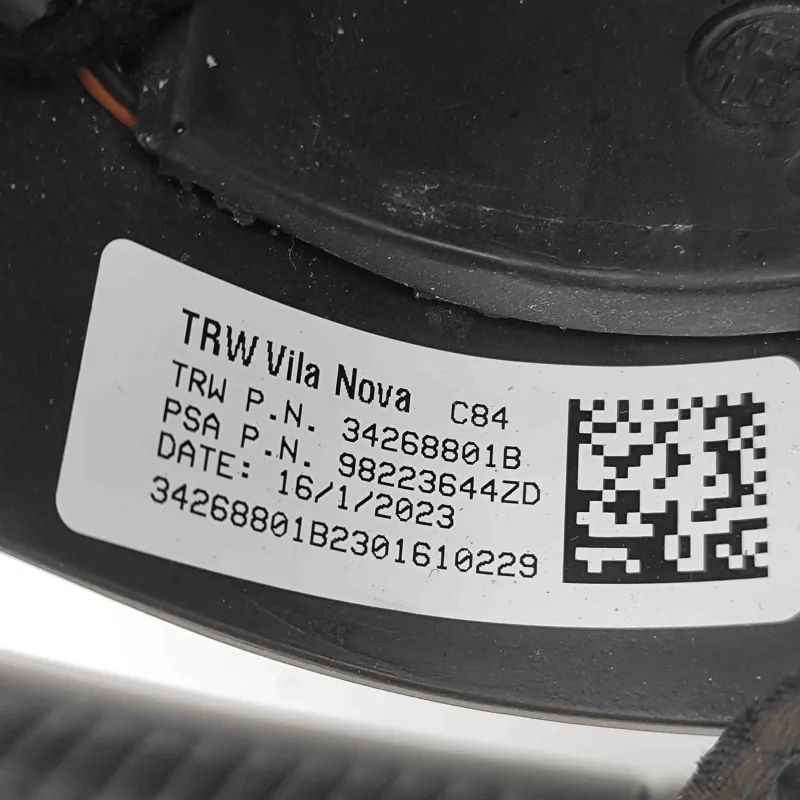 TRW Vila Nova C84
TRW P.N. 34268801B
PSA P.N. 98223644ZD
DATE: 16/1/2023
34268801B2301610229